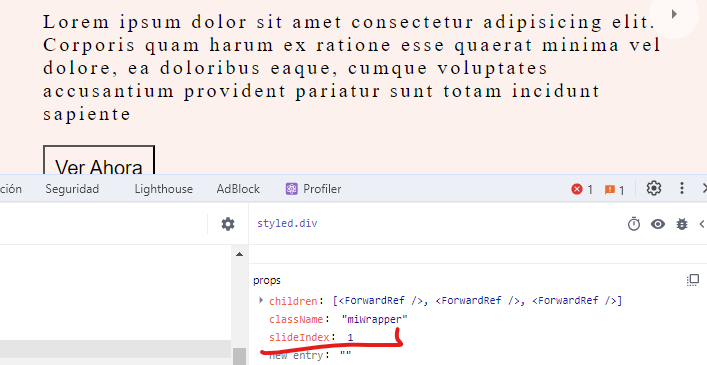 Lorem ipsum dolor sit amet consectetur adipisicing elit.
Corporis quam harum ex ratione esse quaerat minima vel
dolore, ea doloribus eaque, cumque voluptates
accusantium provident pariatur sunt totam incidunt
sapiente
Ver Ahora
ción Seguridad Lighthouse AdBlock Profiler 1 1
styled.div
props
children: [<ForwardRef />, <ForwardRef />, <ForwardRef />]
className: "miWrapper"
slideIndex: 1
new entry: ""